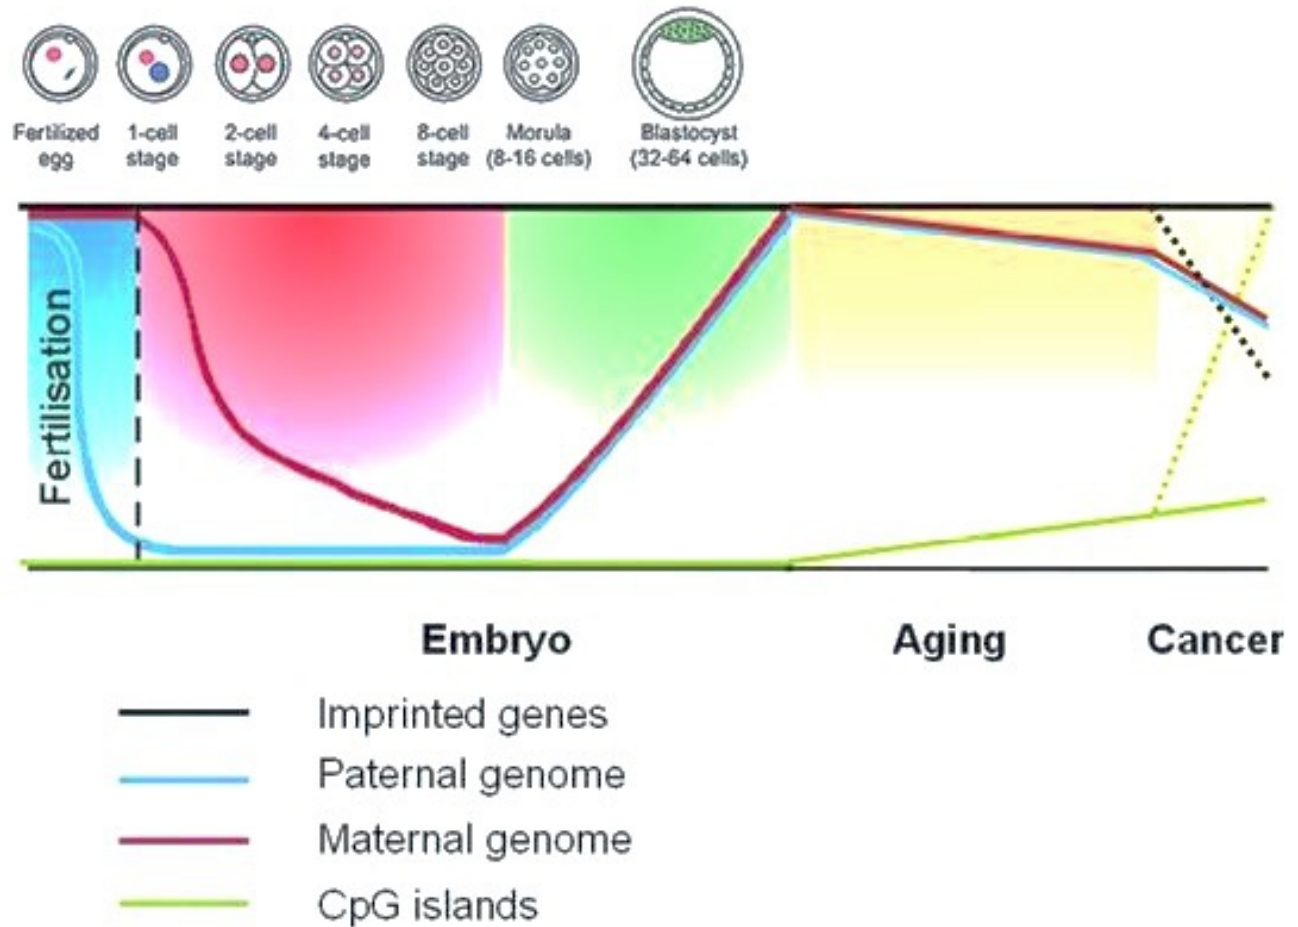 Fertilized egg
1-cell stage
2-cell stage
4-cell stage
8-cell stage
Morula (8-16 cells)
Blastocyst (32-64 cells)
Fertilisation
Embryo
Aging
Cancer
Imprinted genes
Paternal genome
Maternal genome
CpG islands